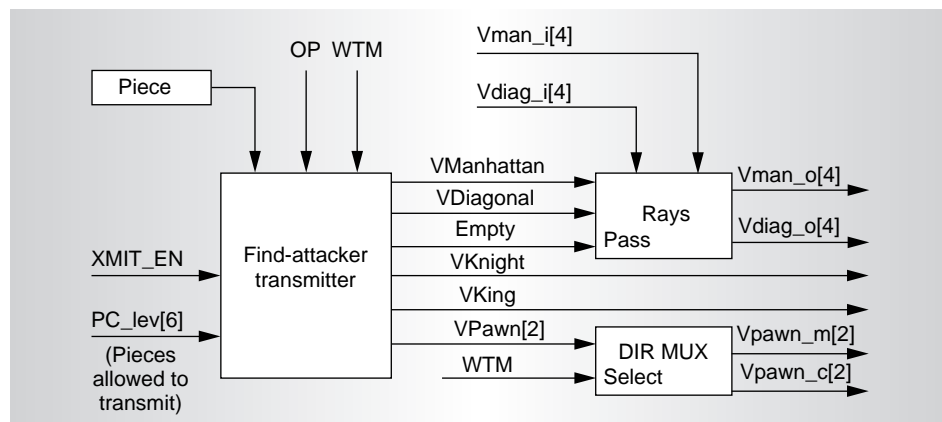 OP WTM
Vman_i[4]
Piece
Vdiag_i[4]
VManhattan
Vman_o[4]
VDiagonal
Rays
Pass
Empty
Vdiag_o[4]
Find-attacker
transmitter
XMIT_EN
VKnight
VKing
PC_lev[6]
VPawn[2]
Vpawn_m[2]
(Pieces
allowed to
transmit)
WTM
DIR MUX
Select
Vpawn_c[2]